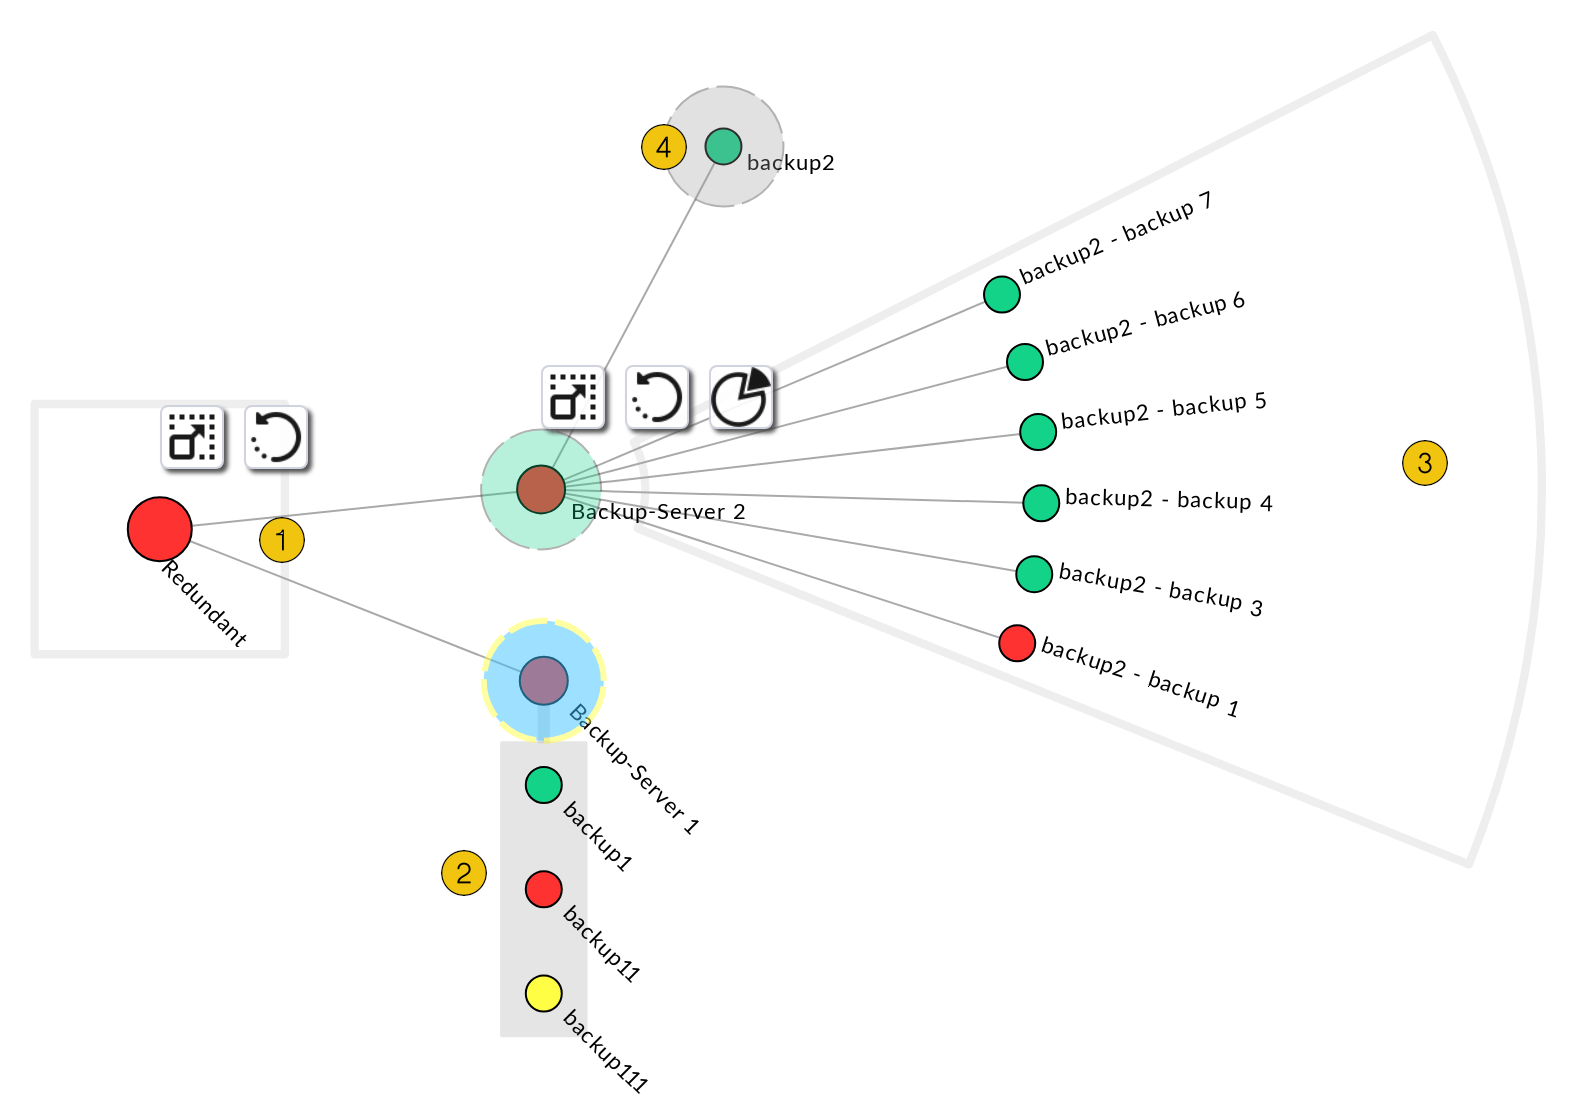 4
backup2
backup2 - backup 7
backup2 - backup 6
backup2 - backup 5
3
backup2 - backup 4
Backup-Server 2
1
Redundant
backup2 - backup 3
backup2 - backup 1
Backup-Server 1
backup1
2
backup11
backup111